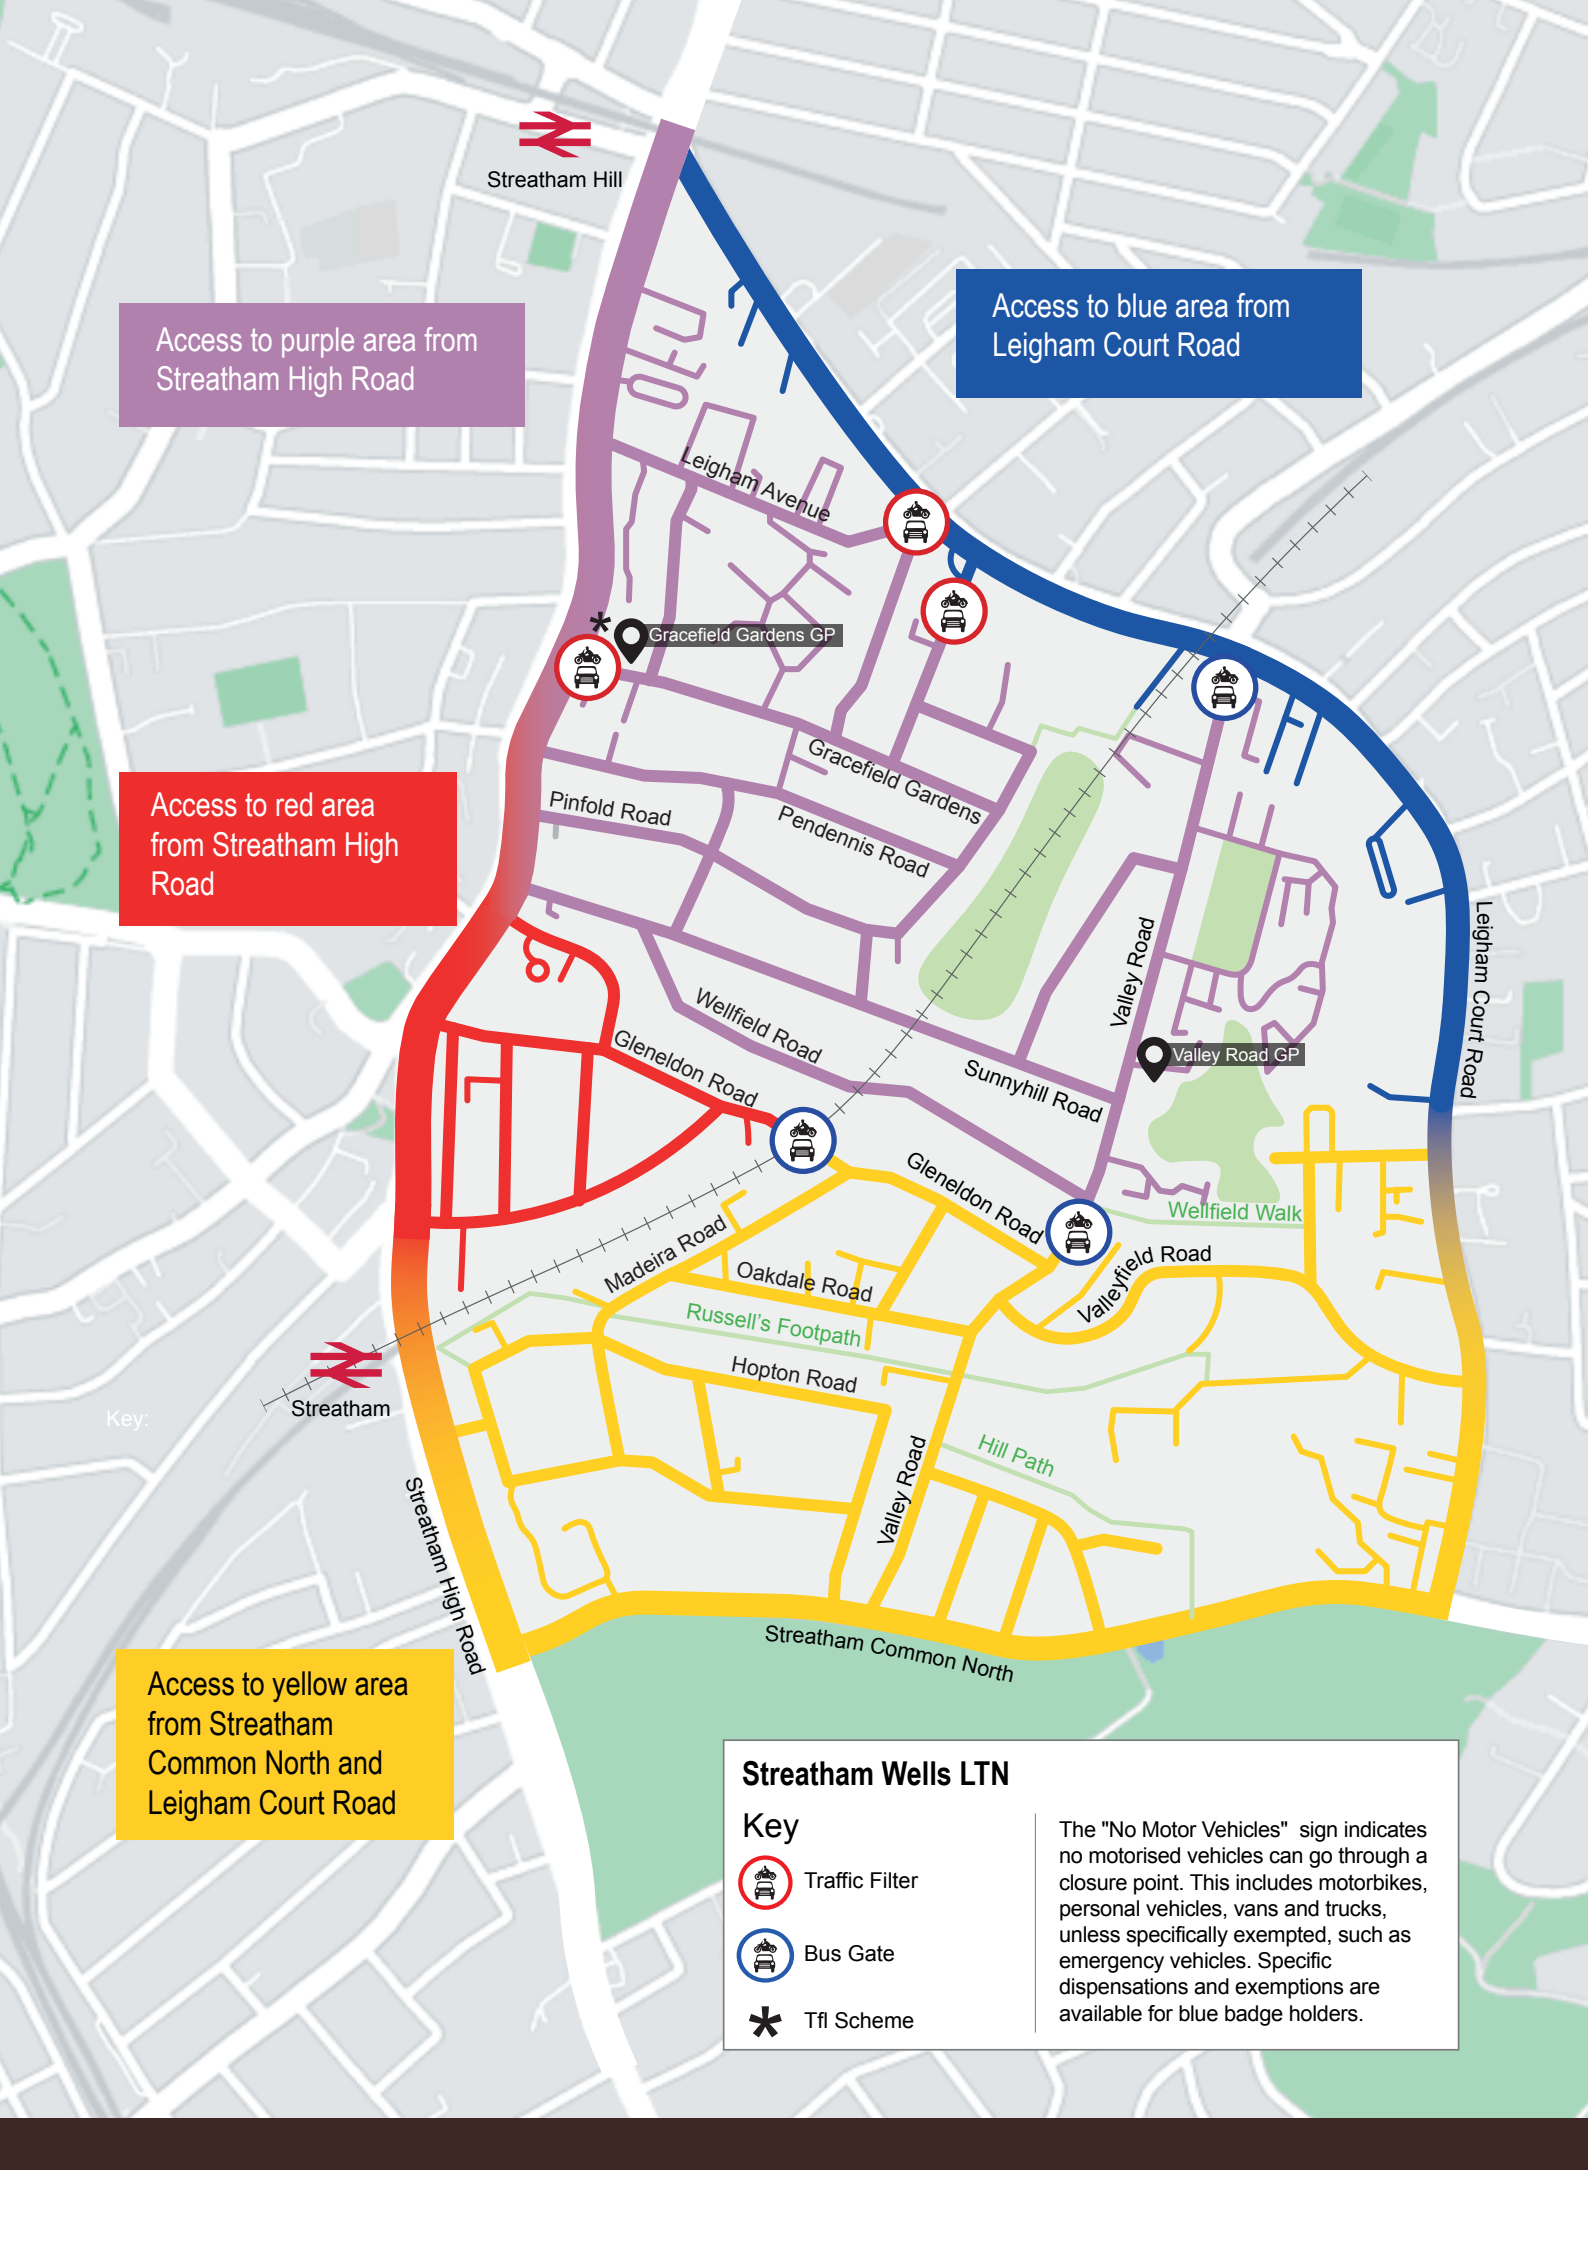 Streatham Hill
Access to purple area from
Streatham High Road
Access to blue area from
Leigham Court Road
Leigham Avenue
Gracefield Gardens GP
*
Access to red area
from Streatham High
Road
Gracefield Gardens
Pinfold Road
Pendennis Road
Valley Road
Leigham Court Road
Wellfield Road
Gleneldon Road
Sunnyhill Road
Valley Road GP
Gleneldon Road
Wellfield Walk
Madeira Road
Valleyfield Road
Oakdale Road
Russell's Footpath
Hopton Road
Streatham
Key:
Hill Path
Valley Road
Streatham High Road
Streatham Common North
Access to yellow area
from Streatham
Common North and
Leigham Court Road
Streatham Wells LTN
Key
Traffic Filter
Bus Gate
* Tfl Scheme
The "No Motor Vehicles" sign indicates
no motorised vehicles can go through a
closure point. This includes motorbikes,
personal vehicles, vans and trucks,
unless specifically exempted, such as
emergency vehicles. Specific
dispensations and exemptions are
available for blue badge holders.